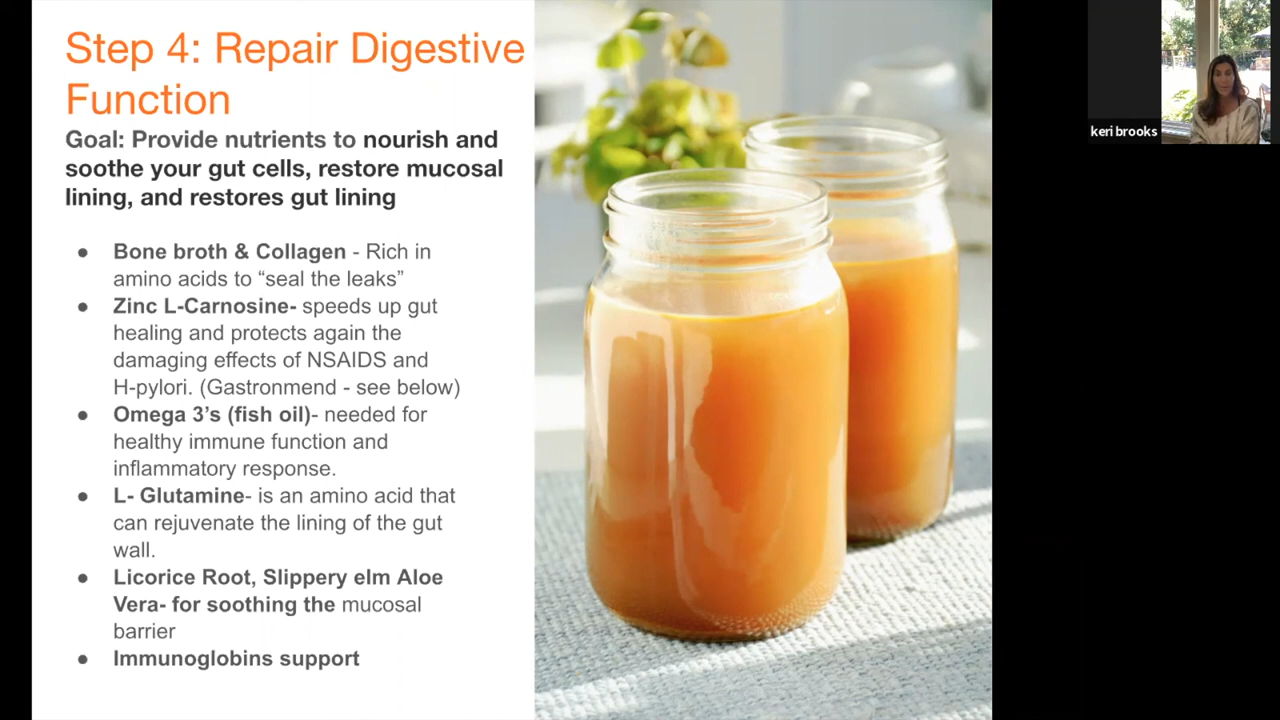 Step 4: Repair Digestive
Function
Goal: Provide nutrients to nourish and
soothe your gut cells, restore mucosal
lining, and restores gut lining
● Bone broth & Collagen - Rich in
amino acids to “seal the leaks”
● Zinc L-Carnosine- speeds up gut
healing and protects again the
damaging effects of NSAIDS and
H-pylori. (Gastronmend - see below)
● Omega 3’s (fish oil)- needed for
healthy immune function and
inflammatory response.
● L- Glutamine- is an amino acid that
can rejuvenate the lining of the gut
wall.
● Licorice Root, Slippery elm Aloe
Vera- for soothing the mucosal
barrier
● Immunoglobins support
keri brooks